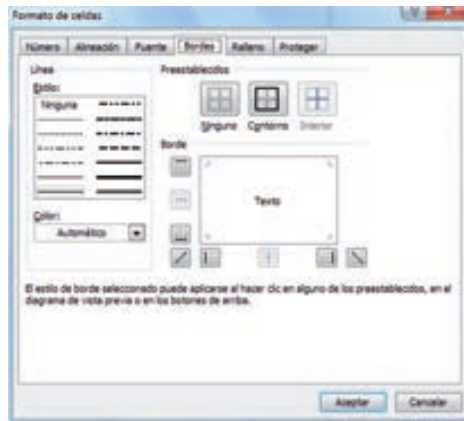 Formato de celdas
Número Alineación Fuente Bordes Relleno Proteger
Línea
Estilo:
Ninguna
Color:
Automático
Preestablecidos
Ninguno Contorno Interior
Borde
Texto
El estilo de borde seleccionado puede aplicarse al hacer clic en alguno de los preestablecidos, en el
diagrama de vista previa o en los botones de arriba.
Aceptar Cancelar